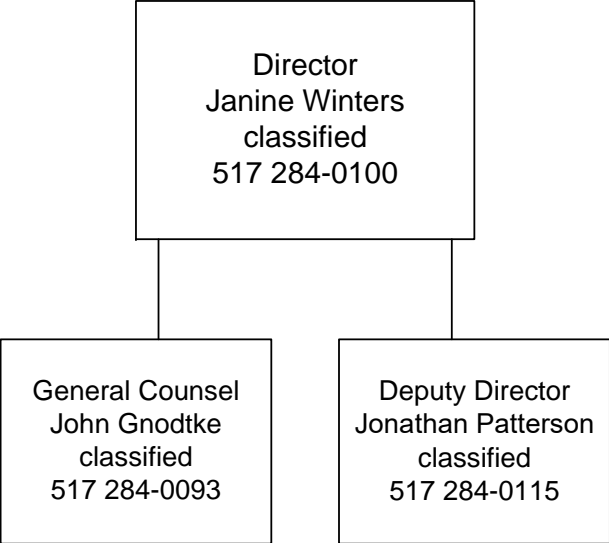 Director
Janine Winters
classified
517 284-0100
General Counsel
John Gnodtke
classified
517 284-0093
Deputy Director
Jonathan Patterson
classified
517 284-0115